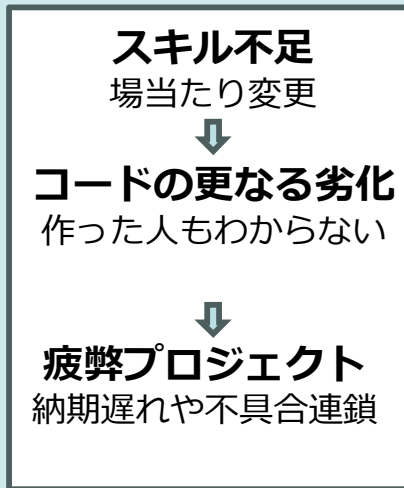 スキル不足
場当たり変更
コードの更なる劣化
作った人もわからない
疲弊プロジェクト
納期遅れや不具合連鎖